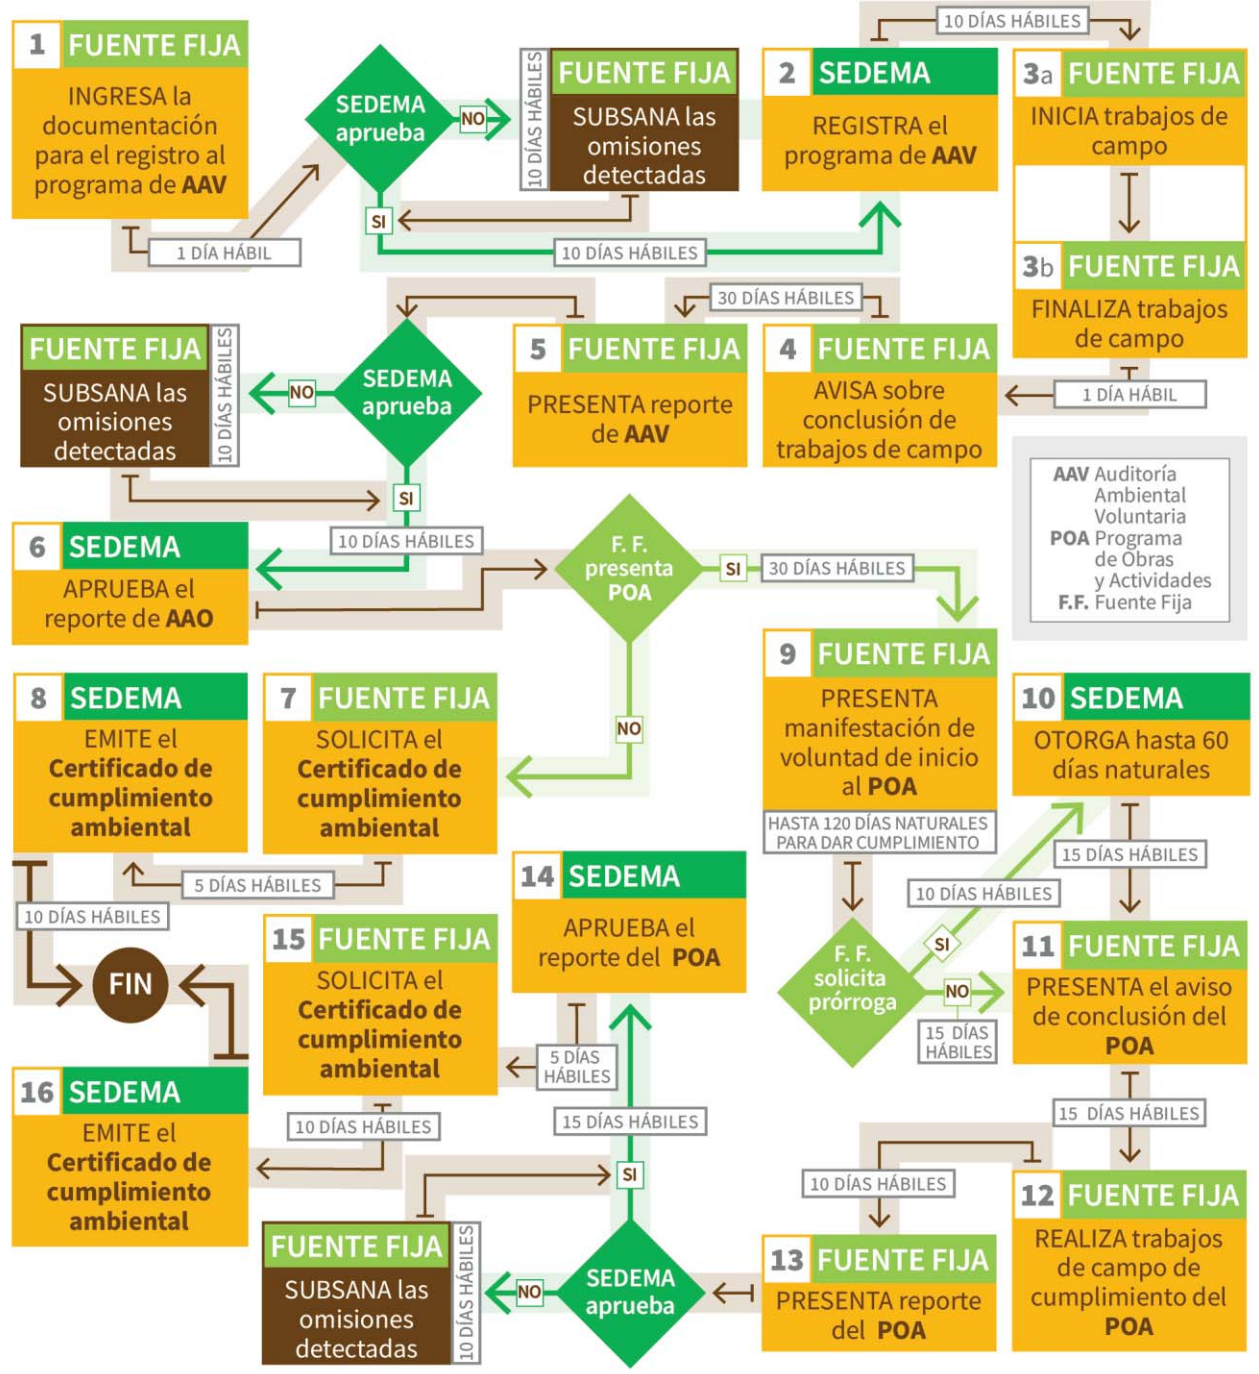 1 FUENTE FIJA
INGRESA la
documentación
para el registro al
programa de AAV
1 DÍA HÁBIL
SEDEMA
aprueba
NO
SI
10 DÍAS HÁBILES
FUENTE FIJA
SUBSANA las
omisiones
detectadas
10 DÍAS HÁBILES
2 SEDEMA
REGISTRA el
programa de AAV
10 DÍAS HÁBILES
3a FUENTE FIJA
INICIA trabajos de
campo
3b FUENTE FIJA
FINALIZA trabajos
de campo
1 DÍA HÁBIL
4 FUENTE FIJA
AVISA sobre
conclusión de
trabajos de campo
30 DÍAS HÁBILES
5 FUENTE FIJA
PRESENTA reporte
de AAV
SEDEMA
aprueba
NO
10 DÍAS HÁBILES
FUENTE FIJA
SUBSANA las
omisiones
detectadas
SI
10 DÍAS HÁBILES
6 SEDEMA
APRUEBA el
reporte de AAO
F. F.
presenta
POA
SI
30 DÍAS HÁBILES
NO
AAV Auditoría
Ambiental
Voluntaria
POA Programa
de Obras
y Actividades
F.F. Fuente Fija
7 FUENTE FIJA
SOLICITA el
Certificado de
cumplimiento
ambiental
5 DÍAS HÁBILES
8 SEDEMA
EMITE el
Certificado de
cumplimiento
ambiental
10 DÍAS HÁBILES
FIN
9 FUENTE FIJA
PRESENTA
manifestación de
voluntad de inicio
al POA
HASTA 120 DÍAS NATURALES
PARA DAR CUMPLIMIENTO
F. F.
solicita
prórroga
SI
10 DÍAS HÁBILES
NO
15 DÍAS
HÁBILES
10 SEDEMA
OTORGA hasta 60
días naturales
15 DÍAS HÁBILES
11 FUENTE FIJA
PRESENTA el aviso
de conclusión del
POA
15 DÍAS HÁBILES
12 FUENTE FIJA
REALIZA trabajos
de campo de
cumplimiento del
POA
10 DÍAS HÁBILES
13 FUENTE FIJA
PRESENTA reporte
del POA
SEDEMA
aprueba
NO
10 DÍAS HÁBILES
FUENTE FIJA
SUBSANA las
omisiones
detectadas
SI
15 DÍAS HÁBILES
14 SEDEMA
APRUEBA el
reporte del POA
5 DÍAS
HÁBILES
15 FUENTE FIJA
SOLICITA el
Certificado de
cumplimiento
ambiental
10 DÍAS HÁBILES
16 SEDEMA
EMITE el
Certificado de
cumplimiento
ambiental